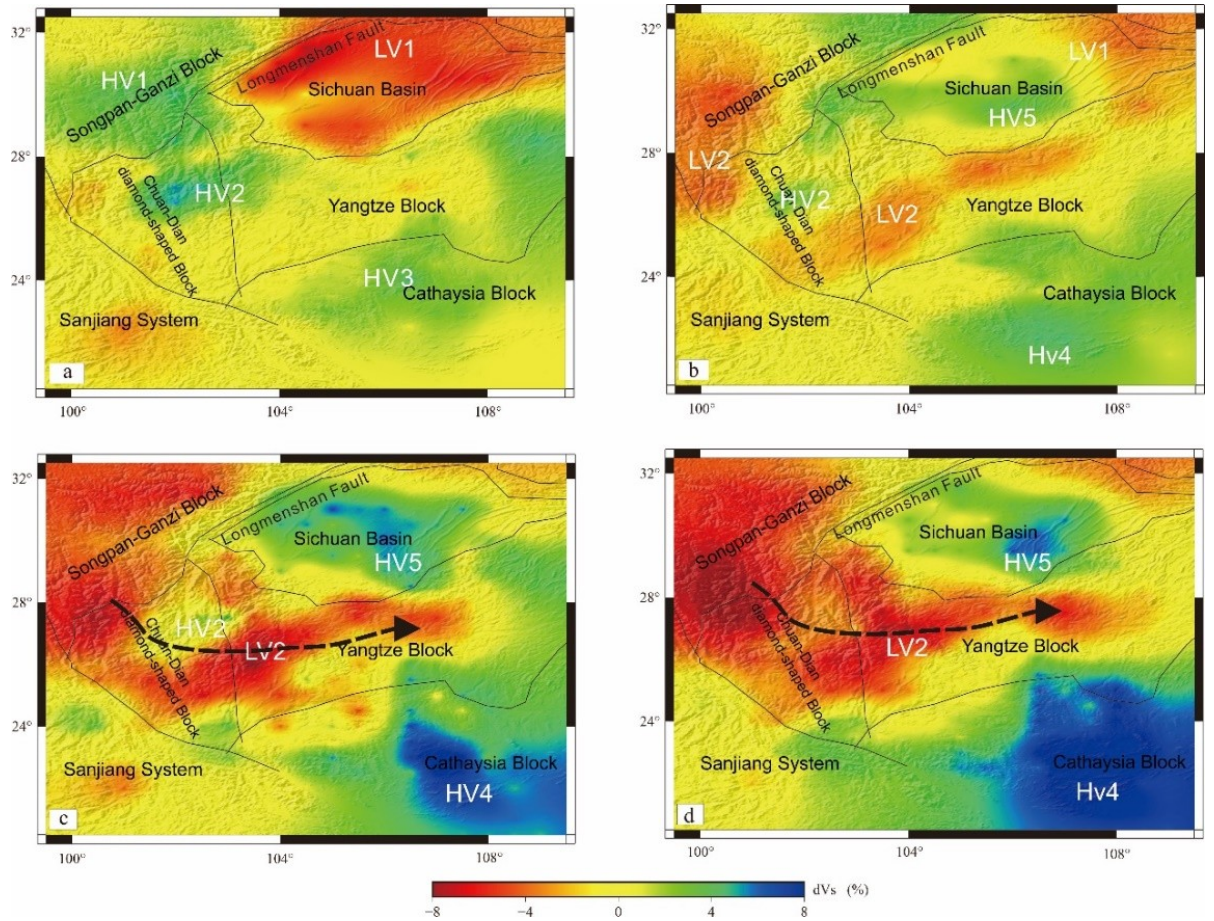 32°
28°
24°
HV1
Songpan-Ganzi Block
Longmenshan Fault
LV1
Sichuan Basin
HV2
Chuan-Dian
diamond-shaped Block
Yangtze Block
HV3
Cathaysia Block
Sanjiang System
a
100°
104°
108°
32°
28°
24°
Songpan-Ganzi Block
Longmenshan Fault
LV1
Sichuan Basin
HV5
LV2
HV2
Chuan-Dian
diamond-shaped Block
LV2
Yangtze Block
Cathaysia Block
Sanjiang System
Hv4
b
100°
104°
108°
32°
28°
24°
Songpan-Ganzi Block
Longmenshan Fault
Sichuan Basin
HV5
HV2
Chuan-Dian
diamond-shaped Block
LV2
Yangtze Block
Cathaysia Block
Sanjiang System
HV4
c
100°
104°
108°
32°
28°
24°
Songpan-Ganzi Block
Longmenshan Fault
Sichuan Basin
HV5
Chuan-Dian
diamond-shaped Block
LV2
Yangtze Block
Cathaysia Block
Sanjiang System
Hv4
d
100°
104°
108°
dVs (%)
−8
−4
0
4
8